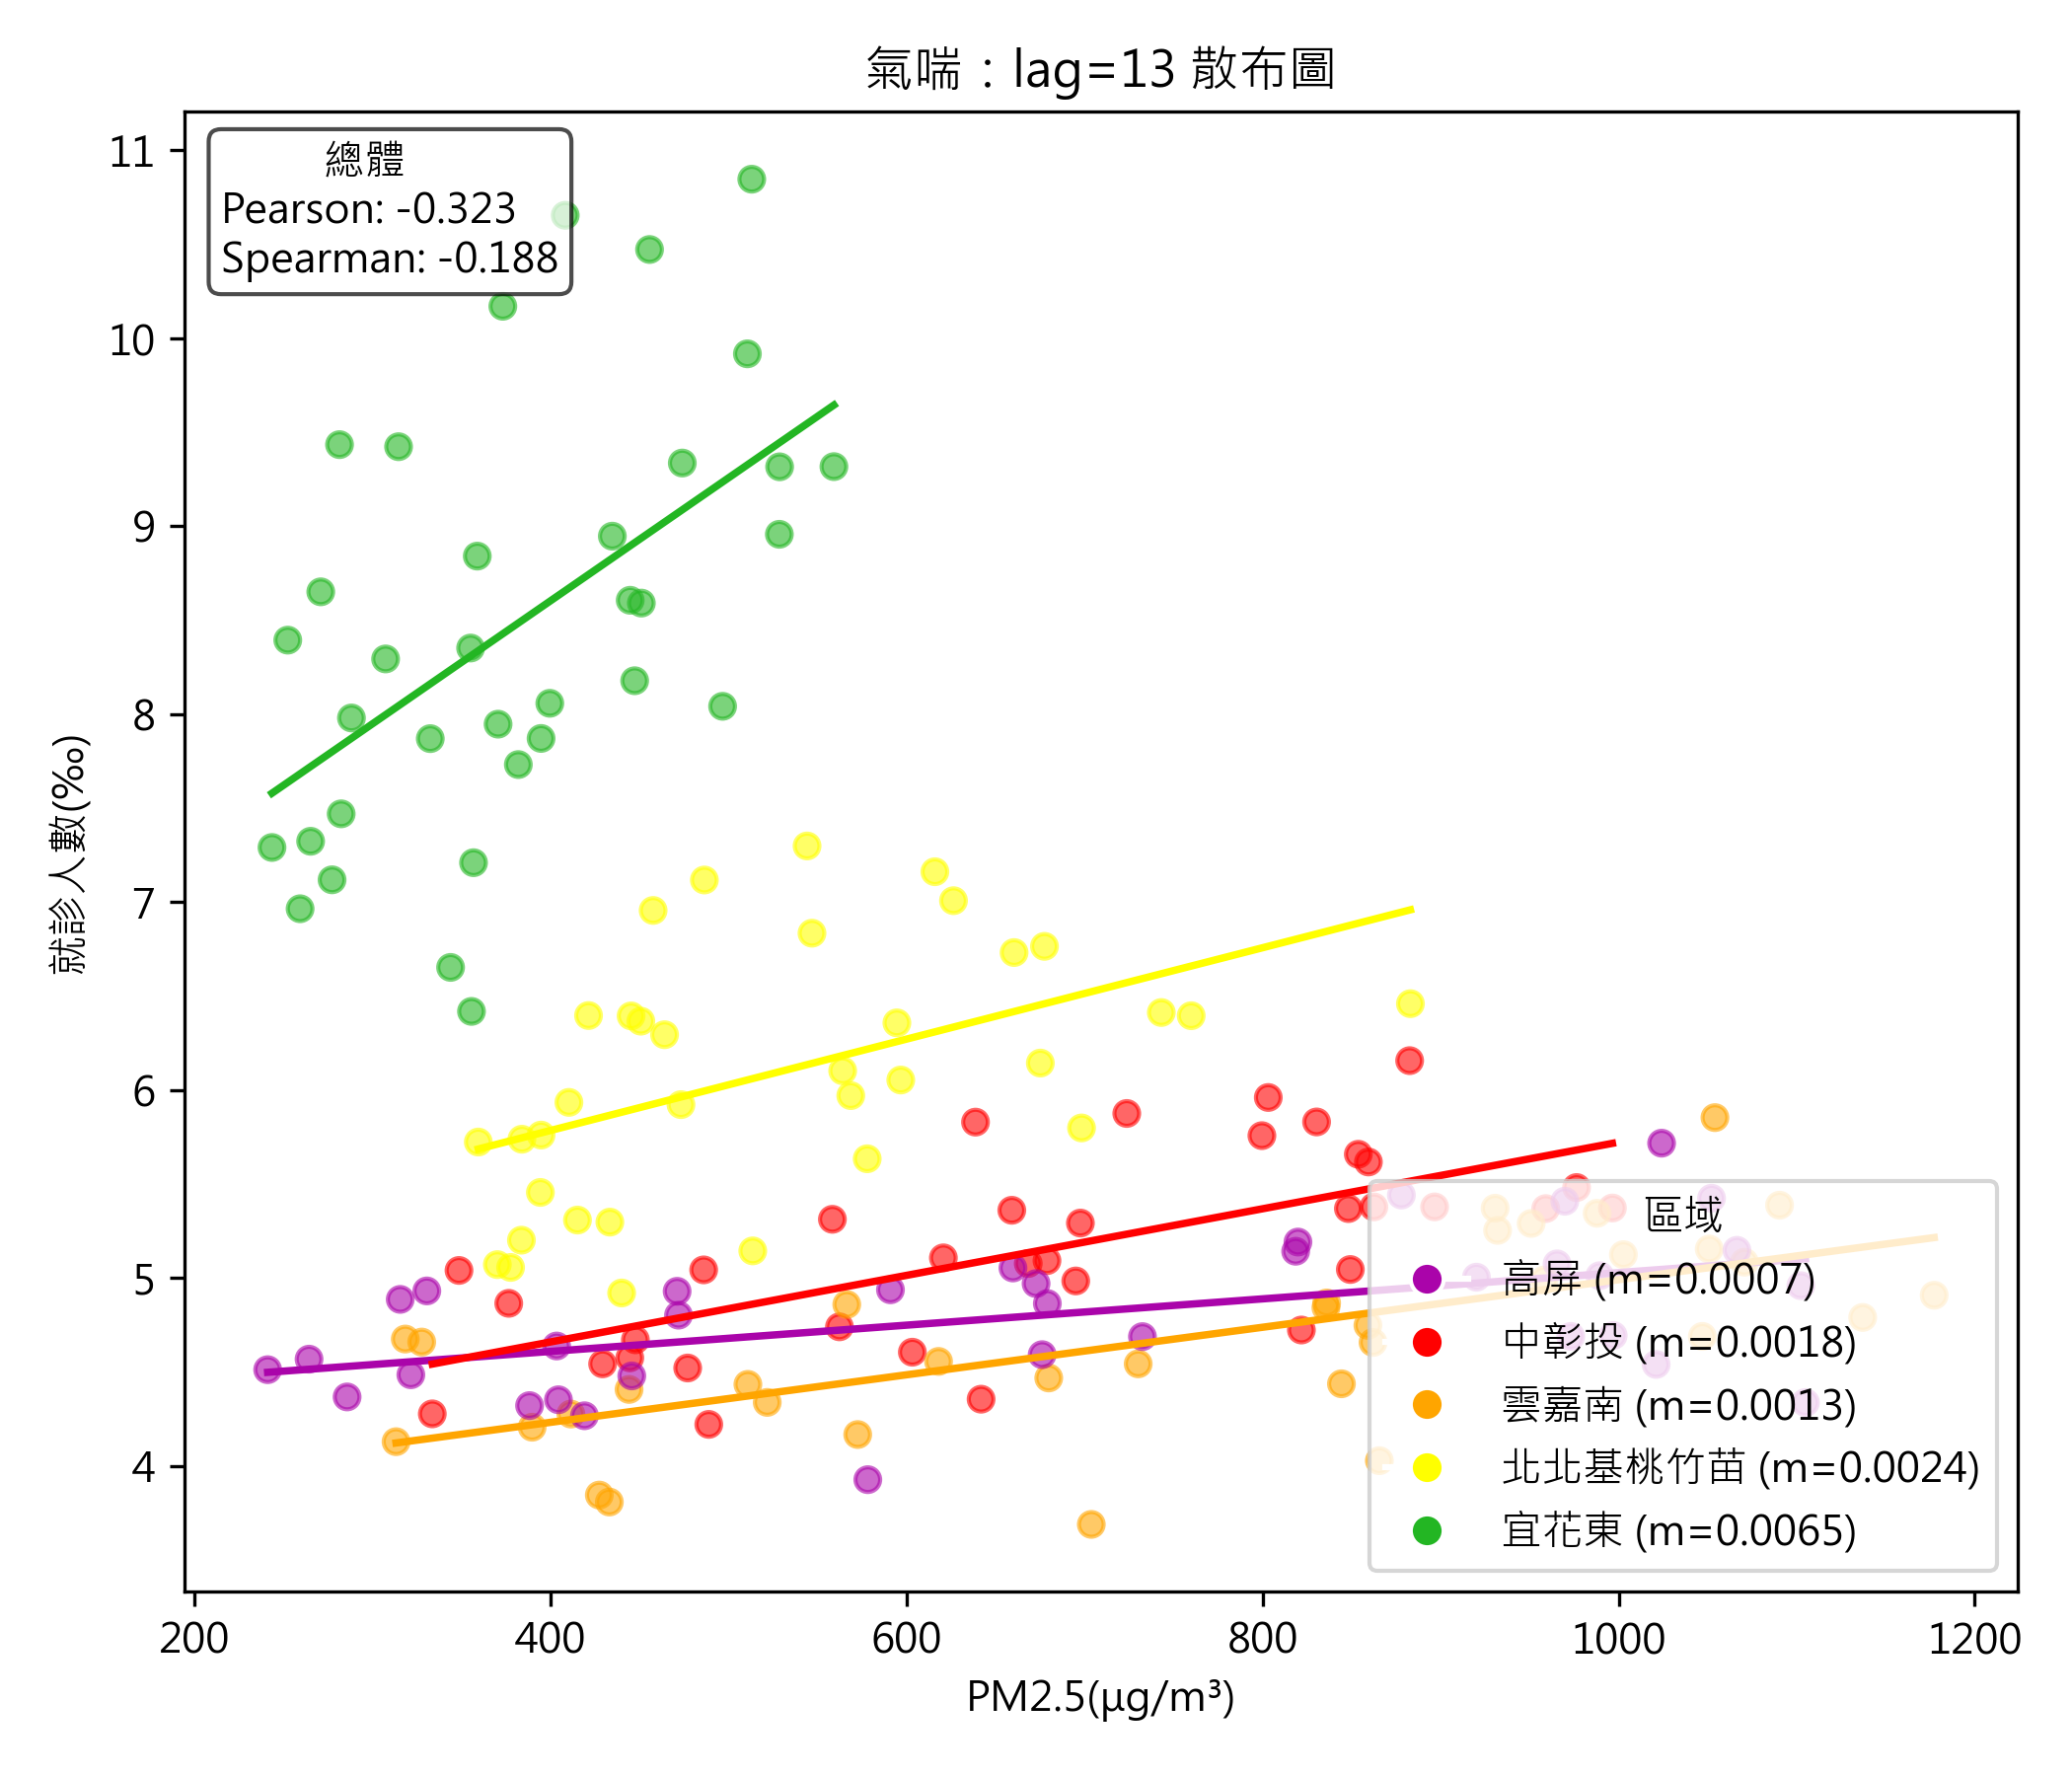 氣喘：lag=13 散布圖
總體
Pearson: -0.323
Spearman: -0.188
就診人數(‰)
11
10
9
8
7
6
5
4
區域
高屏 (m=0.0007)
中彰投 (m=0.0018)
雲嘉南 (m=0.0013)
北北基桃竹苗 (m=0.0024)
宜花東 (m=0.0065)
200
400
600
800
1000
1200
PM2.5(μg/m³)